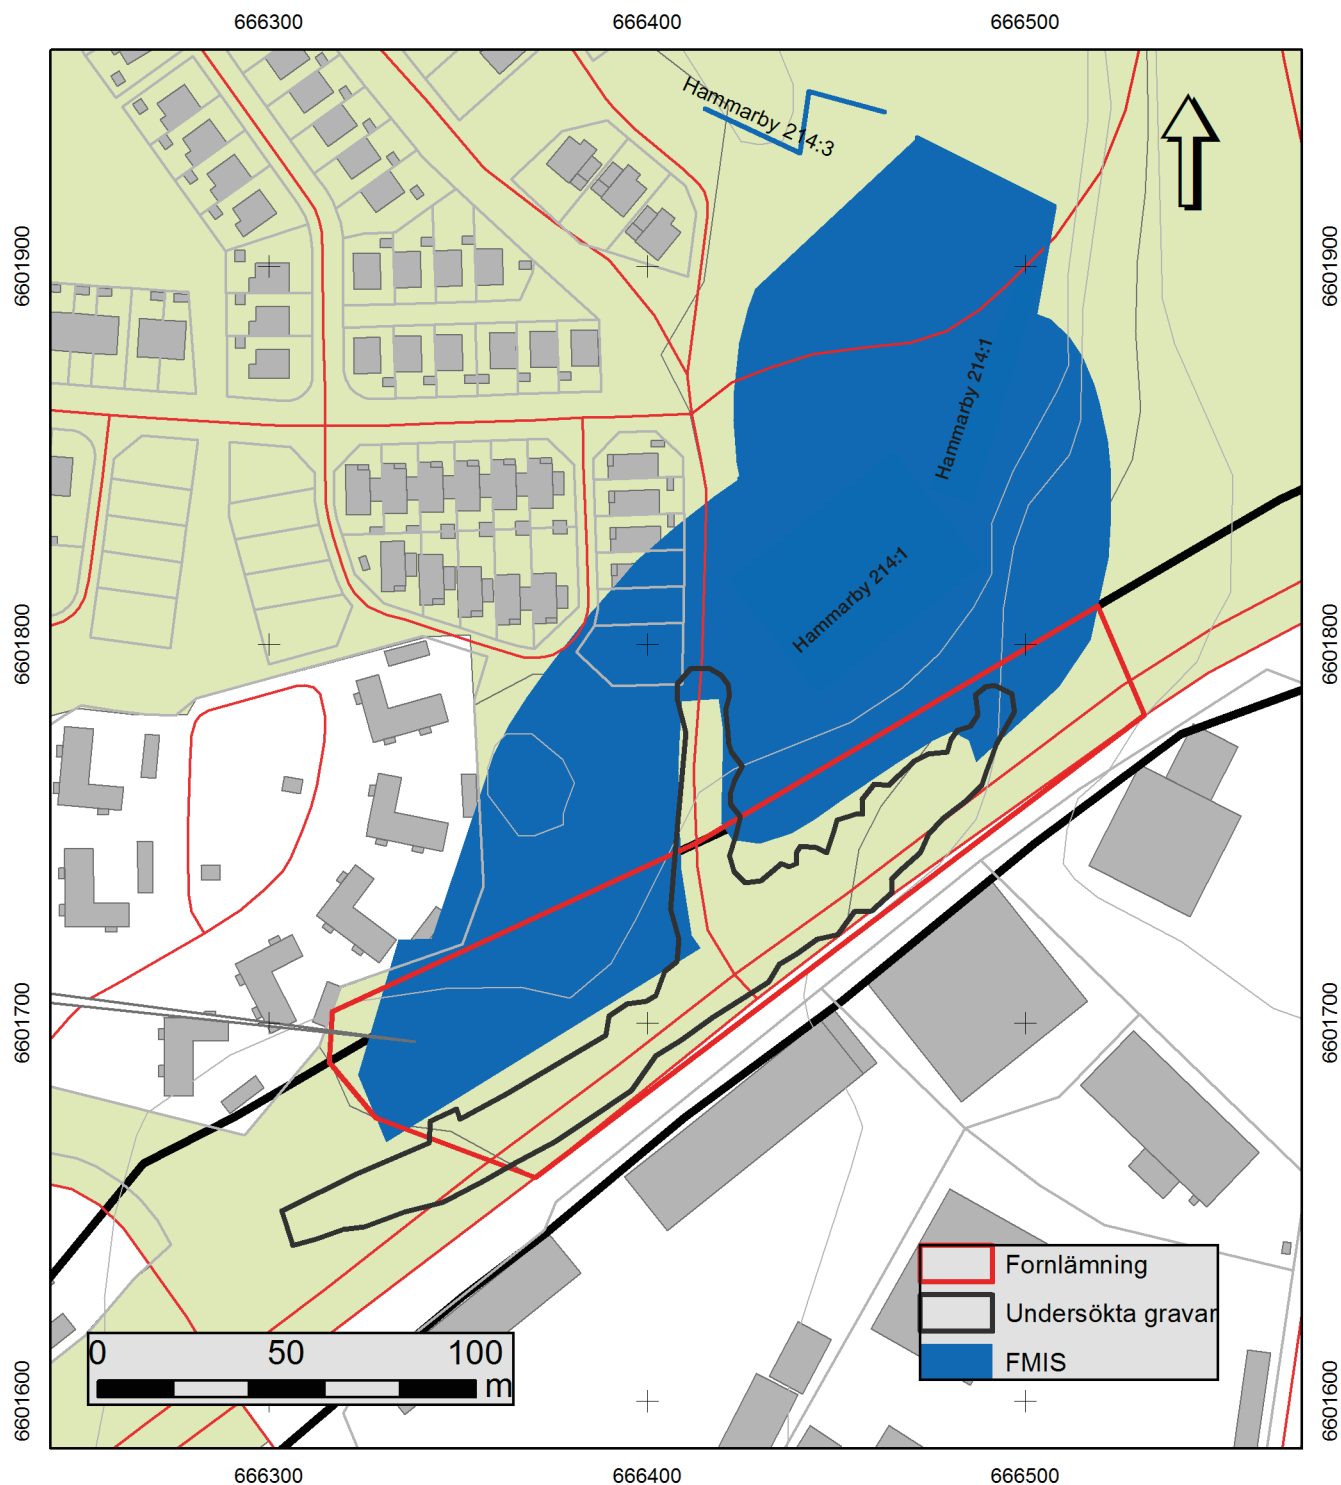 666300 666400 666500
Hammarby 214:3
6601900 6601900
Hammarby 214:1
Hammarby 214:1
6601800 6601800
6601700 6601700
Fornlämning
Undersökta gravar
FMIS
0 50 100
m
6601600 6601600
666300 666400 666500